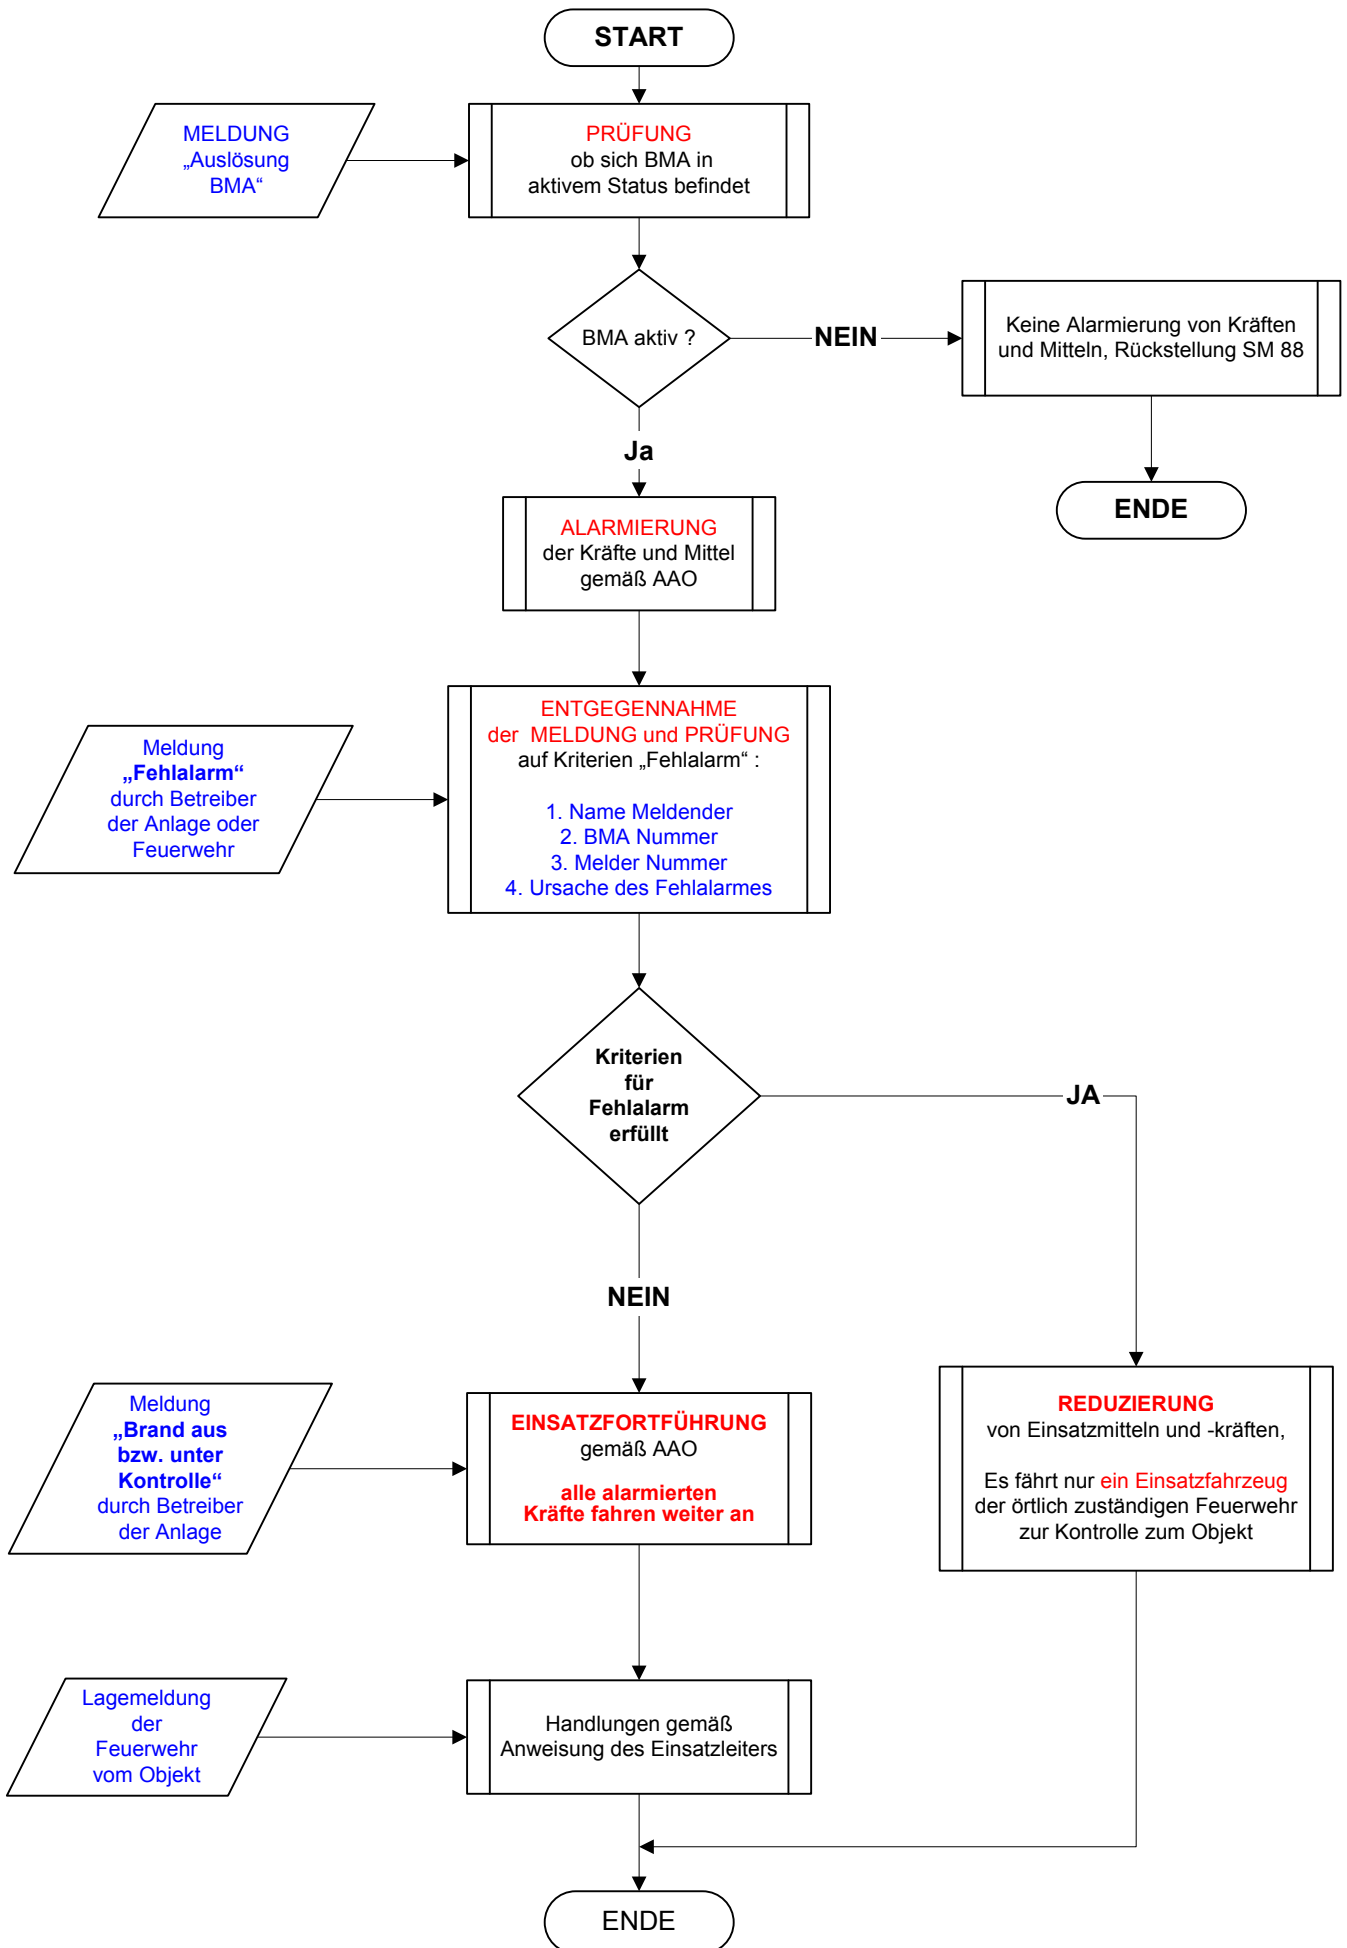 START
MELDUNG
„Auslösung
BMA“
PRÜFUNG
ob sich BMA in
aktivem Status befindet
BMA aktiv ?
NEIN
Keine Alarmierung von Kräften
und Mitteln, Rückstellung SM 88
ENDE
Ja
ALARMIERUNG
der Kräfte und Mittel
gemäß AAO
Meldung
„Fehlalarm“
durch Betreiber
der Anlage oder
Feuerwehr
ENTGEGENNAHME
der MELDUNG und PRÜFUNG
auf Kriterien „Fehlalarm“ :
1. Name Meldender
2. BMA Nummer
3. Melder Nummer
4. Ursache des Fehlalarmes
Kriterien
für
Fehlalarm
erfüllt
JA
NEIN
Meldung
„Brand aus
bzw. unter
Kontrolle“
durch Betreiber
der Anlage
EINSATZFORTFÜHRUNG
gemäß AAO
alle alarmierten
Kräfte fahren weiter an
REDUZIERUNG
von Einsatzmitteln und -kräften,
Es fährt nur ein Einsatzfahrzeug
der örtlich zuständigen Feuerwehr
zur Kontrolle zum Objekt
Lagemeldung
der
Feuerwehr
vom Objekt
Handlungen gemäß
Anweisung des Einsatzleiters
ENDE